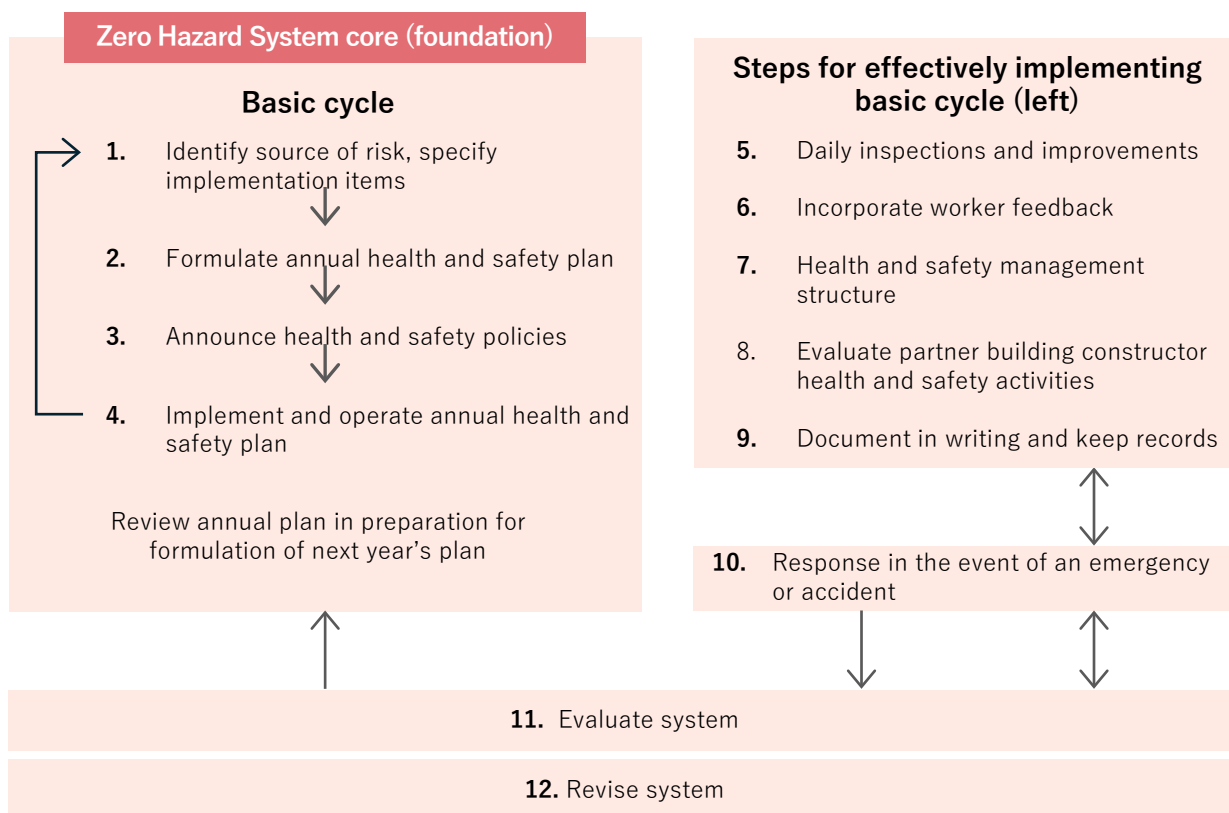 Zero Hazard System core (foundation)
Basic cycle
1. Identify source of risk, specify
implementation items
2. Formulate annual health and safety plan
3. Announce health and safety policies
4. Implement and operate annual health and
safety plan
Review annual plan in preparation for
formulation of next year’s plan
Steps for effectively implementing
basic cycle (left)
5. Daily inspections and improvements
6. Incorporate worker feedback
7. Health and safety management
structure
8. Evaluate partner building constructor
health and safety activities
9. Document in writing and keep records
10. Response in the event of an emergency
or accident
11. Evaluate system
12. Revise system